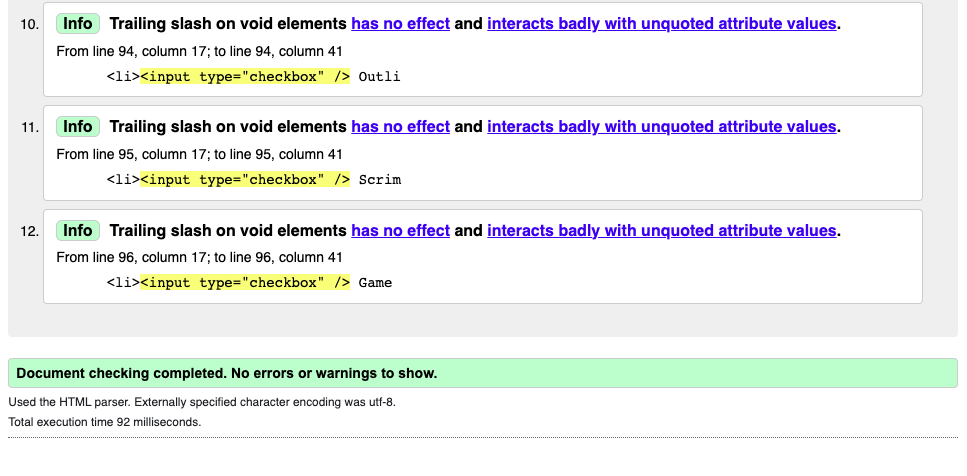 10. Info Trailing slash on void elements has no effect and interacts badly with unquoted attribute values.
From line 94, column 17; to line 94, column 41
<li><input type="checkbox" /> Outli
11. Info Trailing slash on void elements has no effect and interacts badly with unquoted attribute values.
From line 95, column 17; to line 95, column 41
<li><input type="checkbox" /> Scrim
12. Info Trailing slash on void elements has no effect and interacts badly with unquoted attribute values.
From line 96, column 17; to line 96, column 41
<li><input type="checkbox" /> Game
Document checking completed. No errors or warnings to show.
Used the HTML parser. Externally specified character encoding was utf-8.
Total execution time 92 milliseconds.